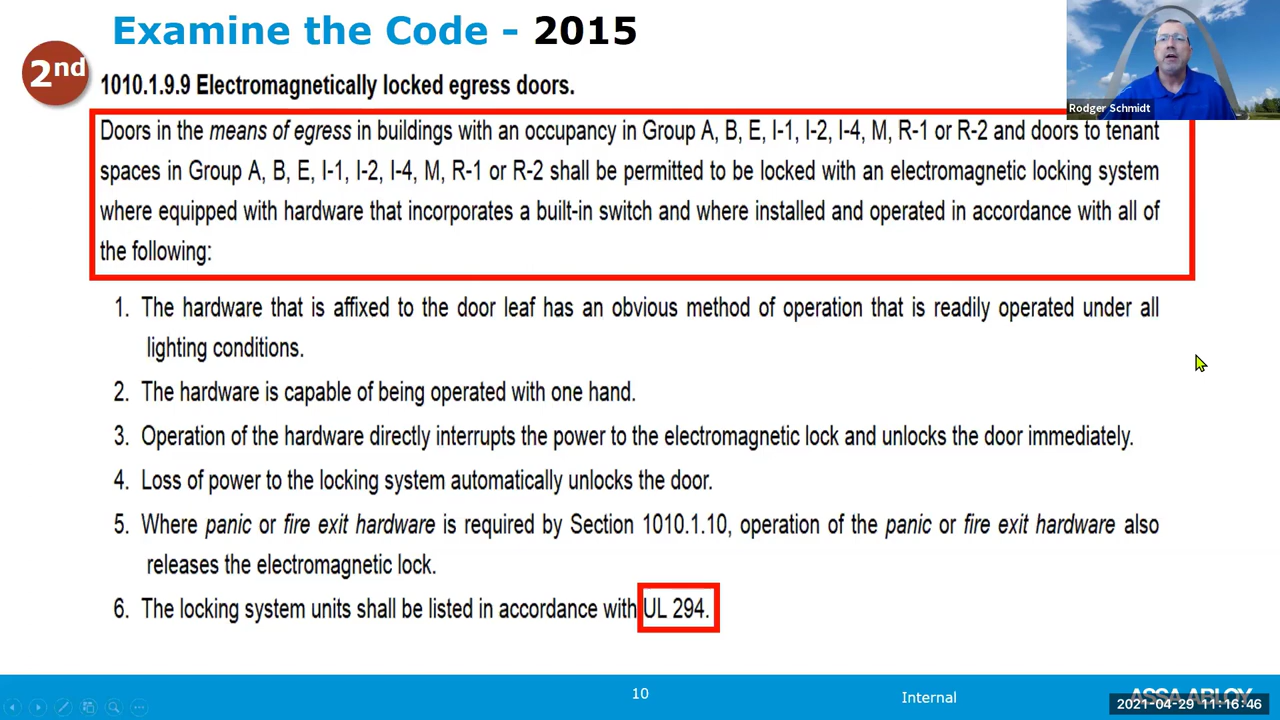 Examine the Code - 2015
2nd
1010.1.9.9 Electromagnetically locked egress doors.
Rodger Schmidt
Doors in the means of egress in buildings with an occupancy in Group A, B, E, I-1, I-2, I-4, M, R-1 or R-2 and doors to tenant
spaces in Group A, B, E, I-1, I-2, I-4, M, R-1 or R-2 shall be permitted to be locked with an electromagnetic locking system
where equipped with hardware that incorporates a built-in switch and where installed and operated in accordance with all of
the following:
1. The hardware that is affixed to the door leaf has an obvious method of operation that is readily operated under all
lighting conditions.
2. The hardware is capable of being operated with one hand.
3. Operation of the hardware directly interrupts the power to the electromagnetic lock and unlocks the door immediately.
4. Loss of power to the locking system automatically unlocks the door.
5. Where panic or fire exit hardware is required by Section 1010.1.10, operation of the panic or fire exit hardware also
releases the electromagnetic lock.
6. The locking system units shall be listed in accordance with UL 294.
10
Internal
ASSA ABLOY
2021-04-29 11:16:46